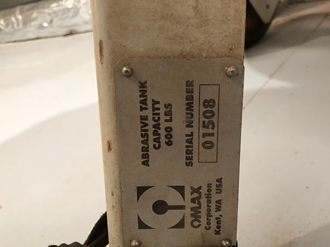 ABRASIVE TANK
CAPACITY
600 LBS
SERIAL NUMBER
01508
OMAX
Corporation
Kent, WA USA